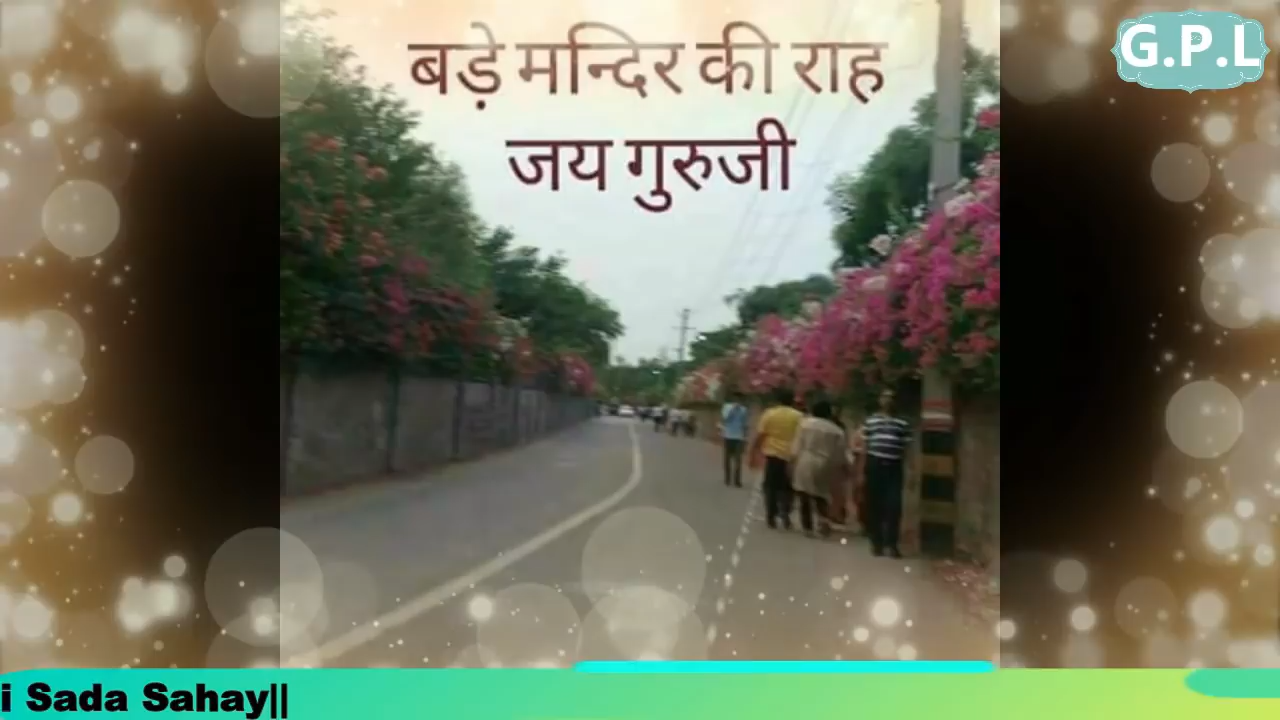 बड़े मन्दिर की राह
जय गुरुजी
G.P.L
i Sada Sahay||